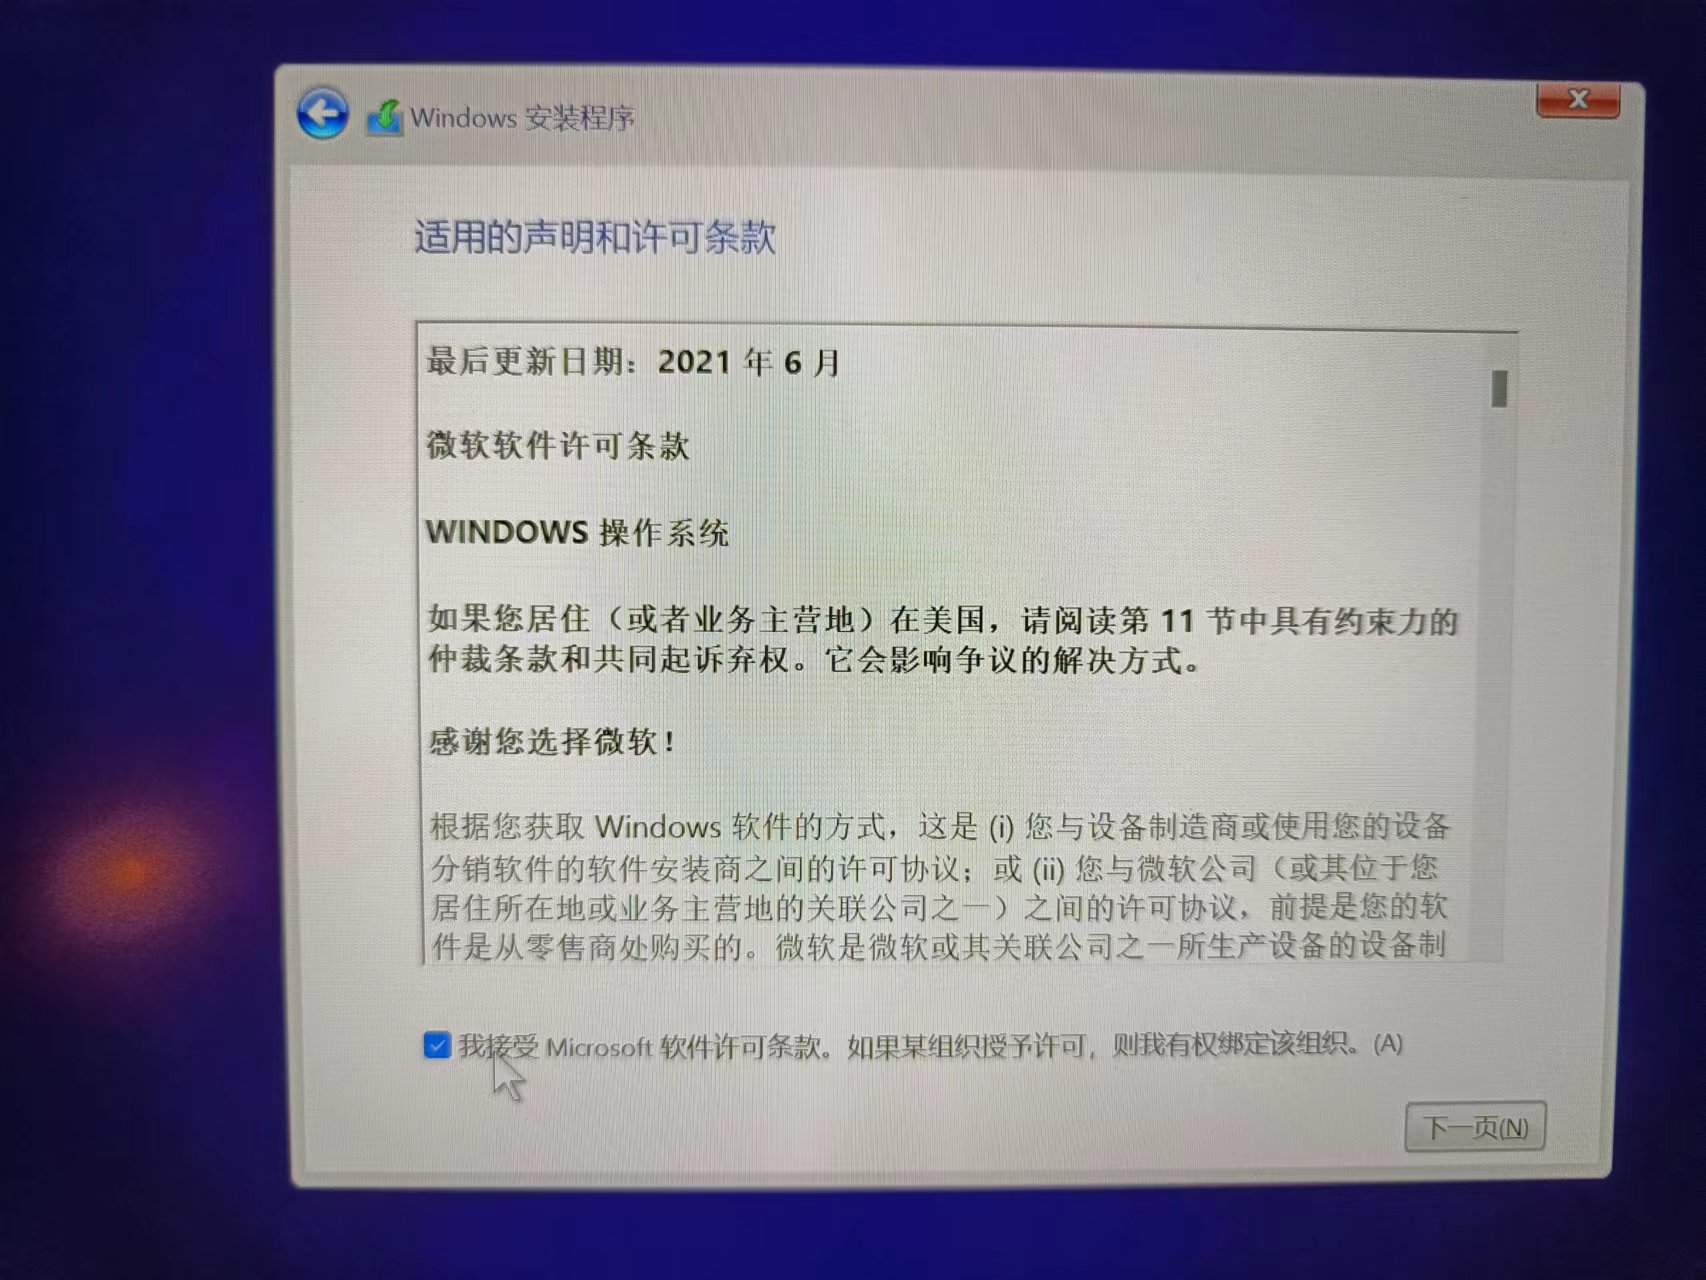 Windows 安装程序
适用的声明和许可条款
最后更新日期：2021 年 6 月
微软软件许可条款
WINDOWS 操作系统
如果您居住（或者业务主营地）在美国，请阅读第 11 节中具有约束力的
仲裁条款和共同起诉弃权。它会影响争议的解决方式。
感谢您选择微软！
根据您获取 Windows 软件的方式，这是 (i) 您与设备制造商或使用您的设备
分销软件的软件安装商之间的许可协议；或 (ii) 您与微软公司（或其位于您
居住所在地或业务主营地的关联公司之一）之间的许可协议，前提是您的软
件是从零售商处购买的。微软是微软或其关联公司之一所生产设备的设备制
我接受 Microsoft 软件许可条款。如果某组织授予许可，则我有权绑定该组织。(A)
下一页(N)